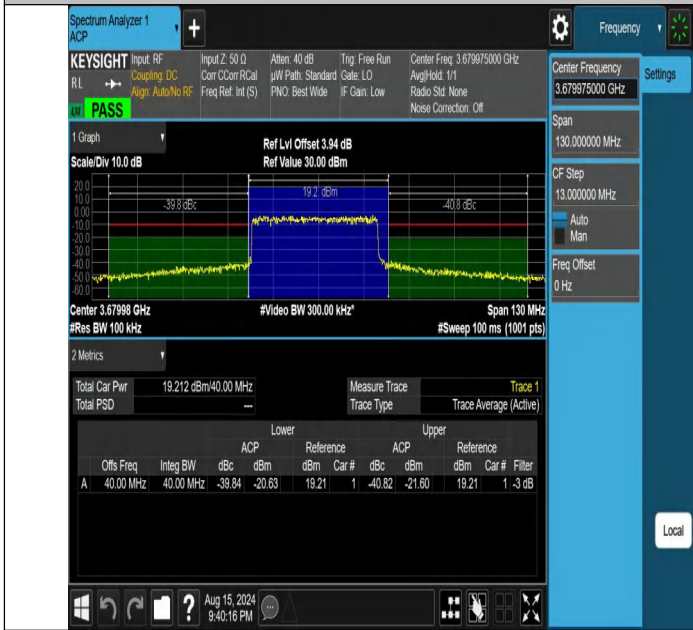 Spectrum Analyzer 1
ACP
+
Frequency
KEYSIGHT
RL
LXI
PASS
Input: RF
Coupling: DC
Align: Auto/No RF
Input Z: 50 Ω
Corr CCorr RCal
Freq Ref: Int (S)
Atten: 40 dB
µW Path: Standard
PNO: Best Wide
Trig: Free Run
Gate: LO
IF Gain: Low
Center Freq: 3.679975000 GHz
Avg|Hold: 1/1
Radio Std: None
Noise Correction: Off
Center Frequency
3.679975000 GHz
Settings
Span
130.000000 MHz
CF Step
13.000000 MHz
Auto
Man
Freq Offset
0 Hz
1 Graph
Scale/Div 10.0 dB
Ref Lvl Offset 3.94 dB
Ref Value 30.00 dBm
20.0
10.0
0.00
-10.0
-20.0
-30.0
-40.0
-50.0
-60.0
-39.8 dBc
19.2 dBm
-40.8 dBc
Center 3.67998 GHz
#Video BW 300.00 kHz*
Span 130 MHz
#Res BW 100 kHz
#Sweep 100 ms (1001 pts)
2 Metrics
Total Car Pwr 19.212 dBm/40.00 MHz Measure Trace Trace 1
Total PSD --- Trace Type Trace Average (Active)
Lower Upper
ACP Reference ACP Reference
Offs Freq Integ BW dBc dBm dBm Car # dBc dBm dBm Car # Filter
A 40.00 MHz 40.00 MHz -39.84 -20.63 19.21 1 -40.82 -21.60 19.21 1 -3 dB
Local
?
Aug 15, 2024
9:40:16 PM